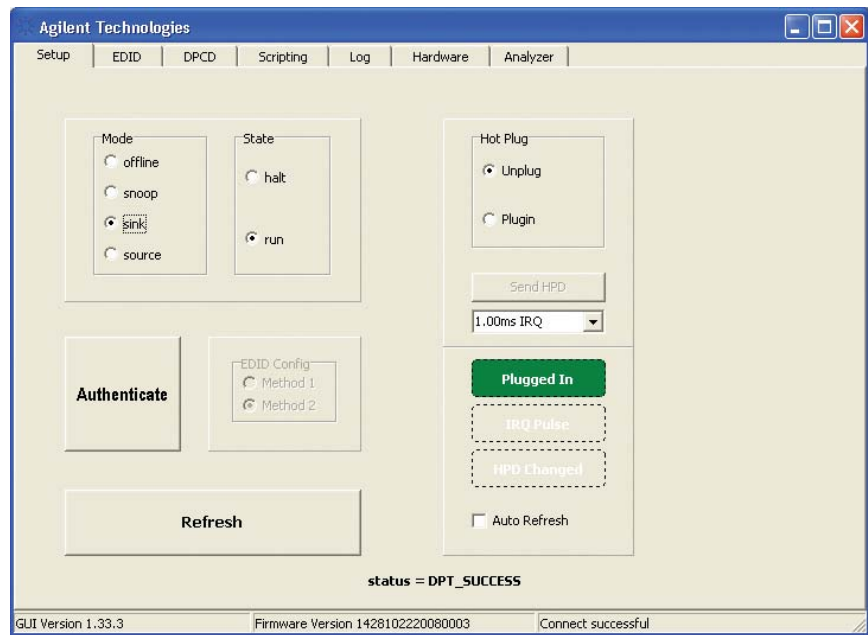 Agilent Technologies
Setup EDID DPCD Scripting Log Hardware Analyzer
Mode
offline
snoop
sink
source
State
halt
run
Hot Plug
Unplug
Plugin
Send HPD
1.00ms IRQ
Authenticate
EDID Config
Method 1
Method 2
Plugged In
IRQ Pulse
HPD Changed
Refresh
Auto Refresh
status = DPT_SUCCESS
GUI Version 1.33.3 Firmware Version 1428102220080003 Connect successful